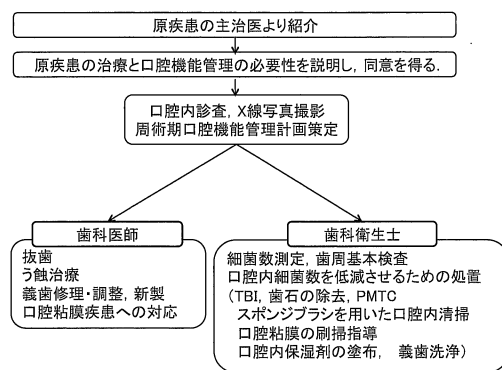 原疾患の主治医より紹介
原疾患の治療と口腔機能管理の必要性を説明し，同意を得る．
口腔内診査，X線写真撮影
周術期口腔機能管理計画策定
歯科医師
抜歯
う蝕治療
義歯修理・調整，新製
口腔粘膜疾患への対応
歯科衛生士
細菌数測定，歯周基本検査
口腔内細菌数を低減させるための処置
（TBI，歯石の除去，PMTC
スポンジブラシを用いた口腔内清掃
口腔粘膜の刷掃指導
口腔内保湿剤の塗布，義歯洗浄）